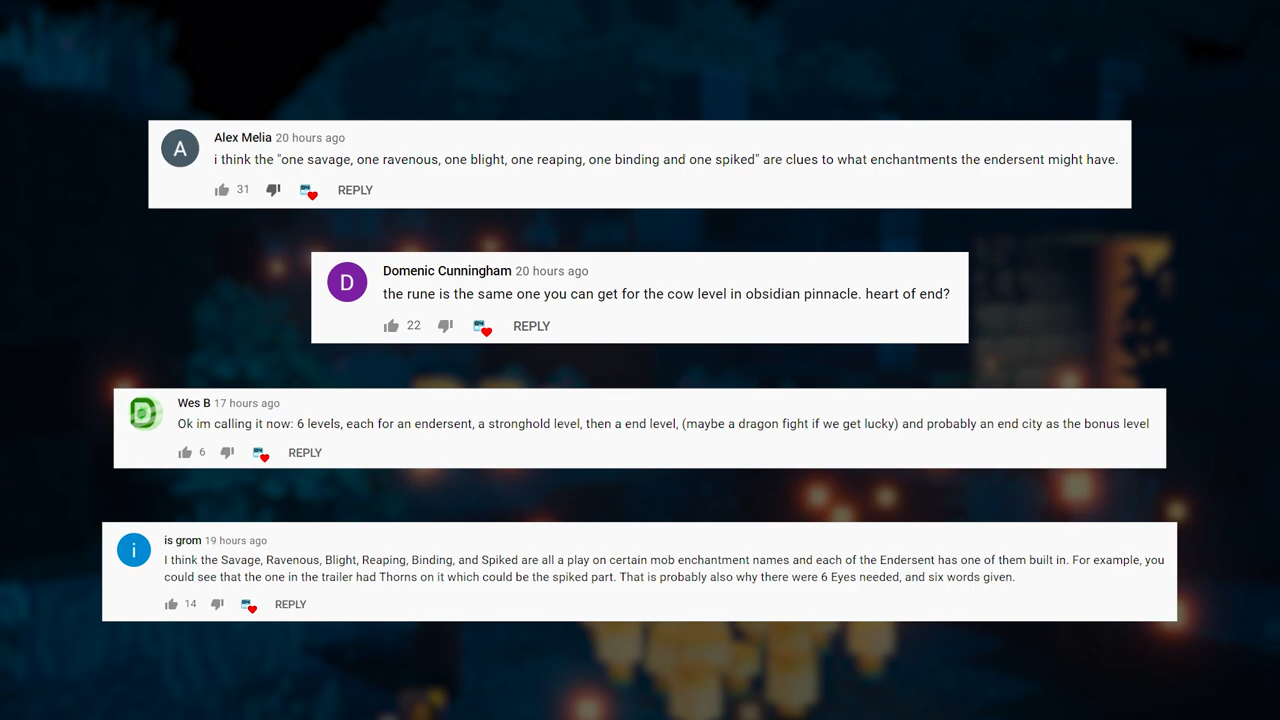 A
Alex Melia 20 hours ago
i think the "one savage, one ravenous, one blight, one reaping, one binding and one spiked" are clues to what enchantments the endersent might have.
31 REPLY
D
Domenic Cunningham 20 hours ago
the rune is the same one you can get for the cow level in obsidian pinnacle. heart of end?
22 REPLY
D
Wes B 17 hours ago
Ok im calling it now: 6 levels, each for an endersent, a stronghold level, then a end level, (maybe a dragon fight if we get lucky) and probably an end city as the bonus level
6 REPLY
i
is grom 19 hours ago
I think the Savage, Ravenous, Blight, Reaping, Binding, and Spiked are all a play on certain mob enchantment names and each of the Endersent has one of them built in. For example, you
could see that the one in the trailer had Thorns on it which could be the spiked part. That is probably also why there were 6 Eyes needed, and six words given.
14 REPLY